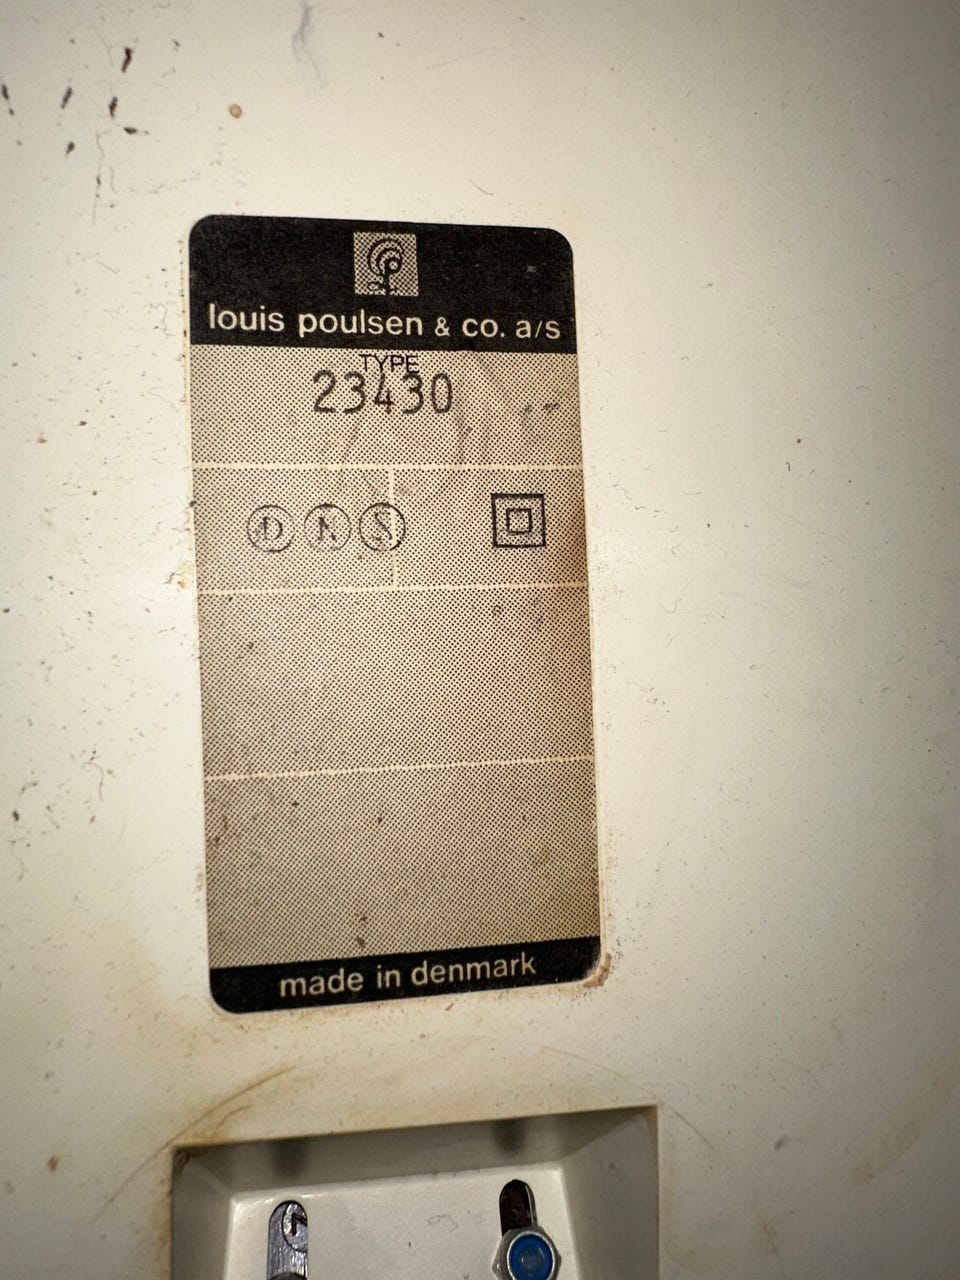 louis poulsen & co. a/s
TYPE
23430
D N S
made in denmark